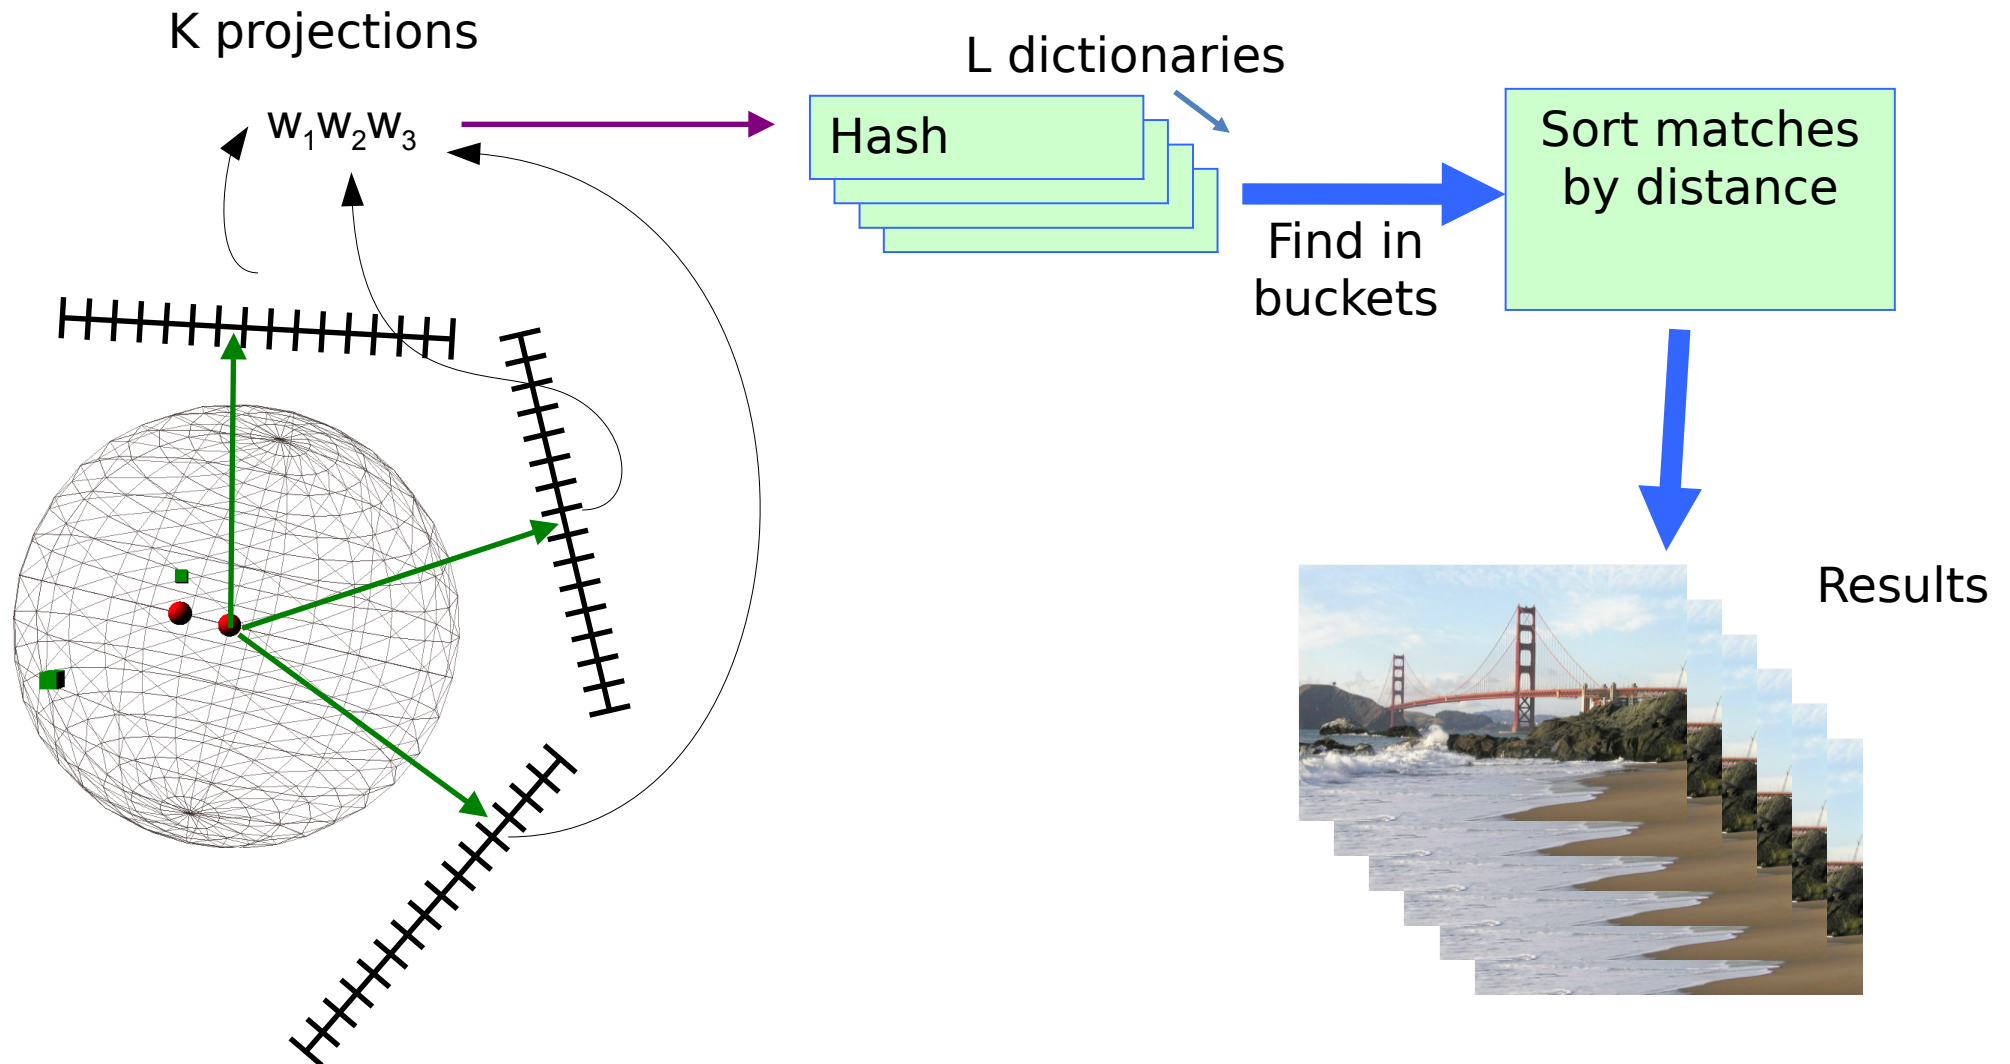 K projections
w₁w₂w₃
L dictionaries
Hash
Find in
buckets
Sort matches
by distance
Results